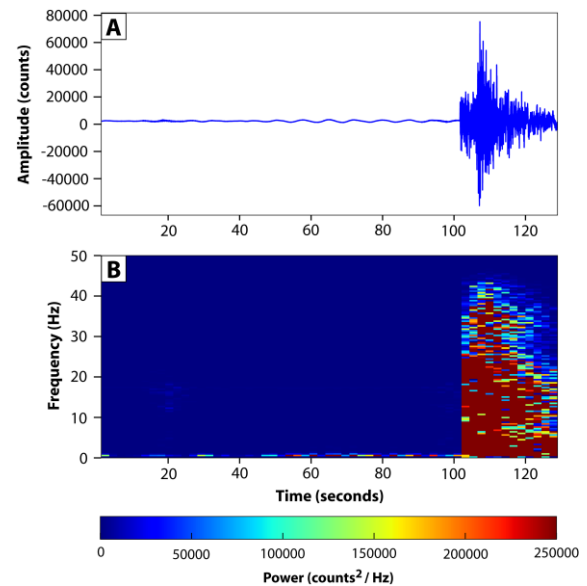 A
80000
60000
40000
20000
0
-20000
-40000
-60000
Amplitude (counts)
20 40 60 80 100 120
B
50
40
30
20
10
0
Frequency (Hz)
20 40 60 80 100 120
Time (seconds)
0 50000 100000 150000 200000 250000
Power (counts² / Hz)